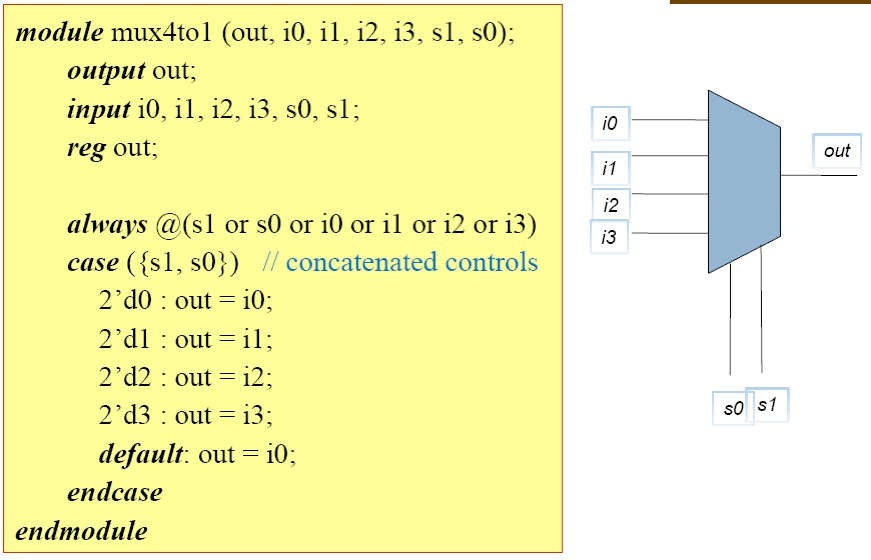 module mux4to1 (out, i0, i1, i2, i3, s1, s0);
output out;
input i0, i1, i2, i3, s0, s1;
reg out;
always @(s1 or s0 or i0 or i1 or i2 or i3)
case ({s1, s0}) // concatenated controls
2’d0 : out = i0;
2’d1 : out = i1;
2’d2 : out = i2;
2’d3 : out = i3;
default: out = i0;
endcase
endmodule
i0
i1
i2
i3
out
s0 s1